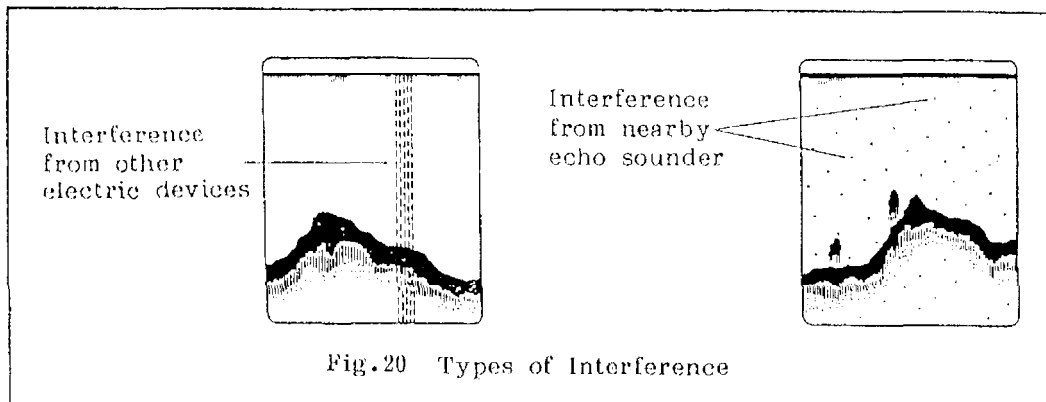 Interference
from other
electric devices
Interference
from nearby
echo sounder
Fig.20 Types of Interference